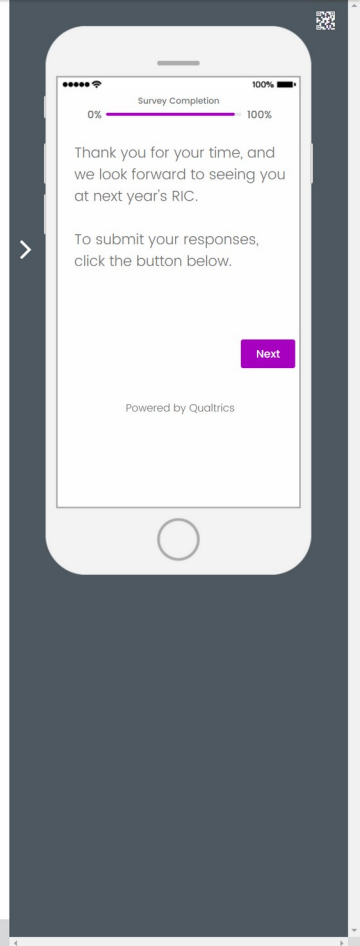 100%
Survey Completion
0% 100%
Thank you for your time, and
we look forward to seeing you
at next year's RIC.
To submit your responses,
click the button below.
Next
Powered by Qualtrics